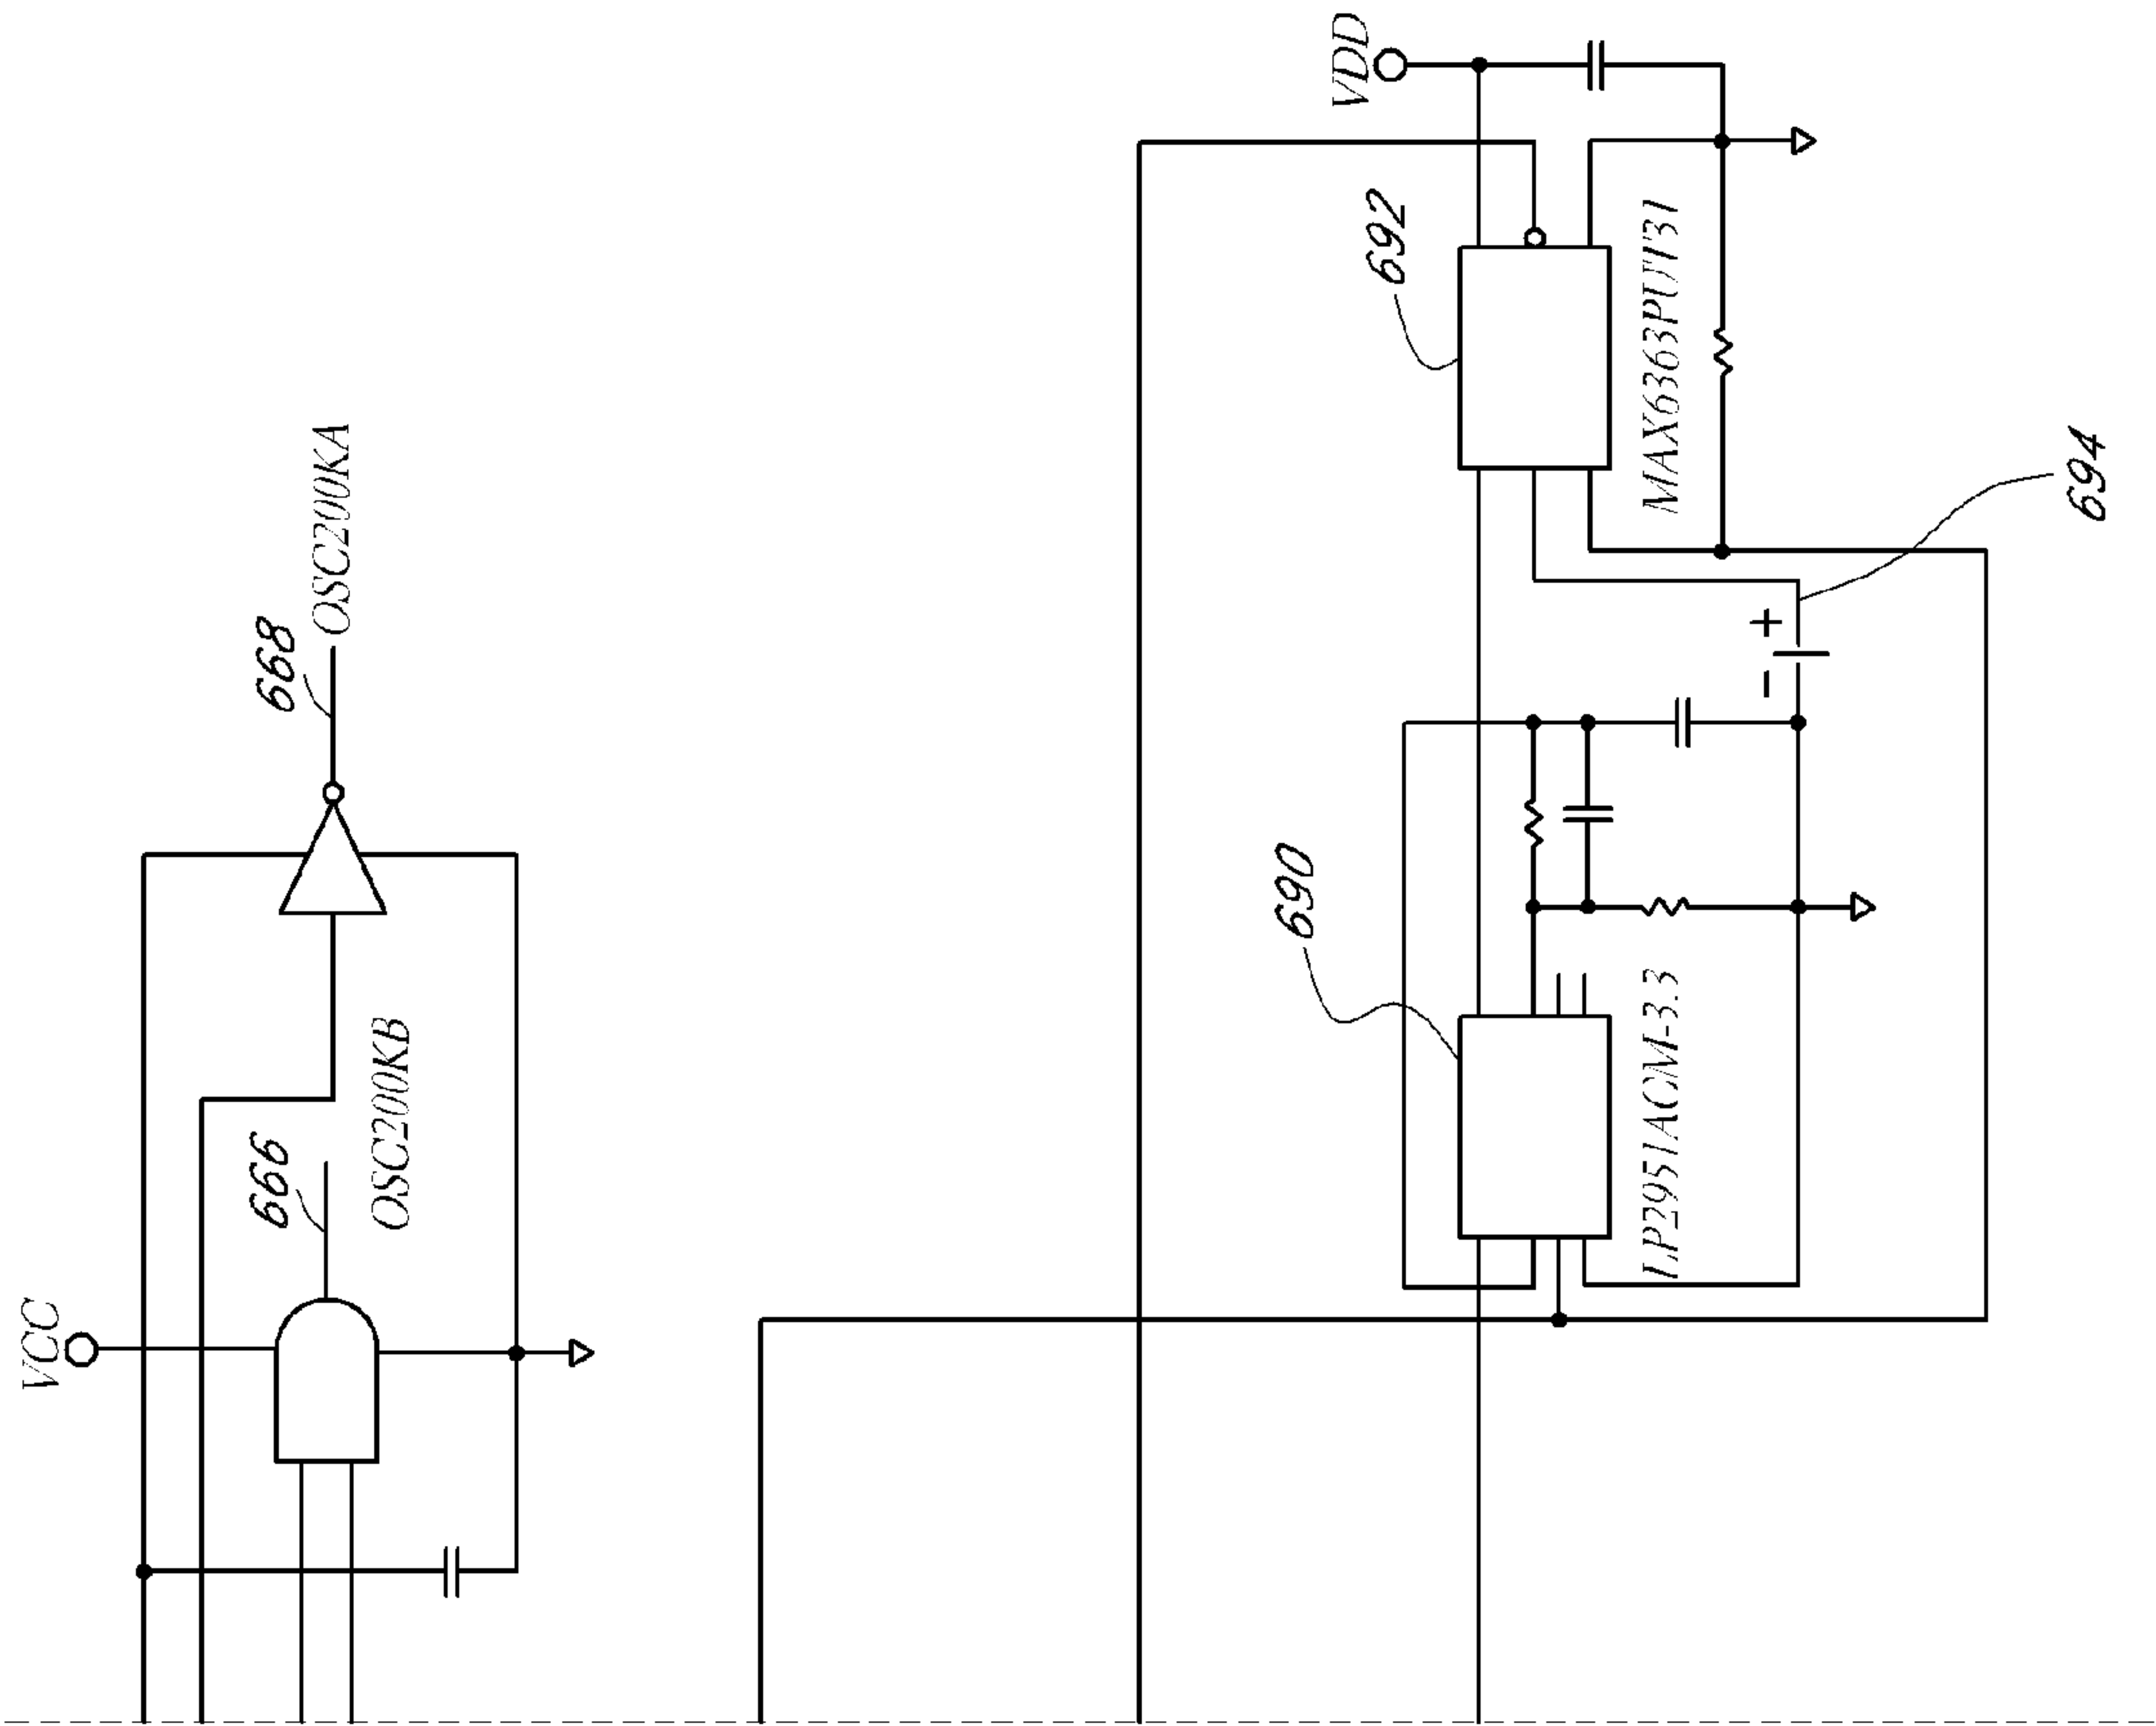 VCC
666
OSC200KB
668
OSC200KA
690
LP2951ACM-3.3
692
MAX6363PUT31
VDD
- +
694